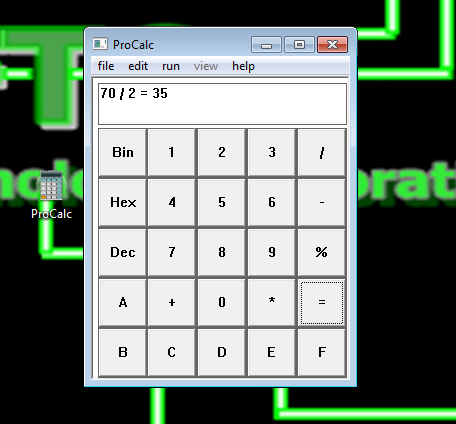 ProCalc
file edit run view help
70 / 2 = 35
Bin 1 2 3 /
Hex 4 5 6 -
Dec 7 8 9 %
A + 0 * =
B C D E F
ProCalc